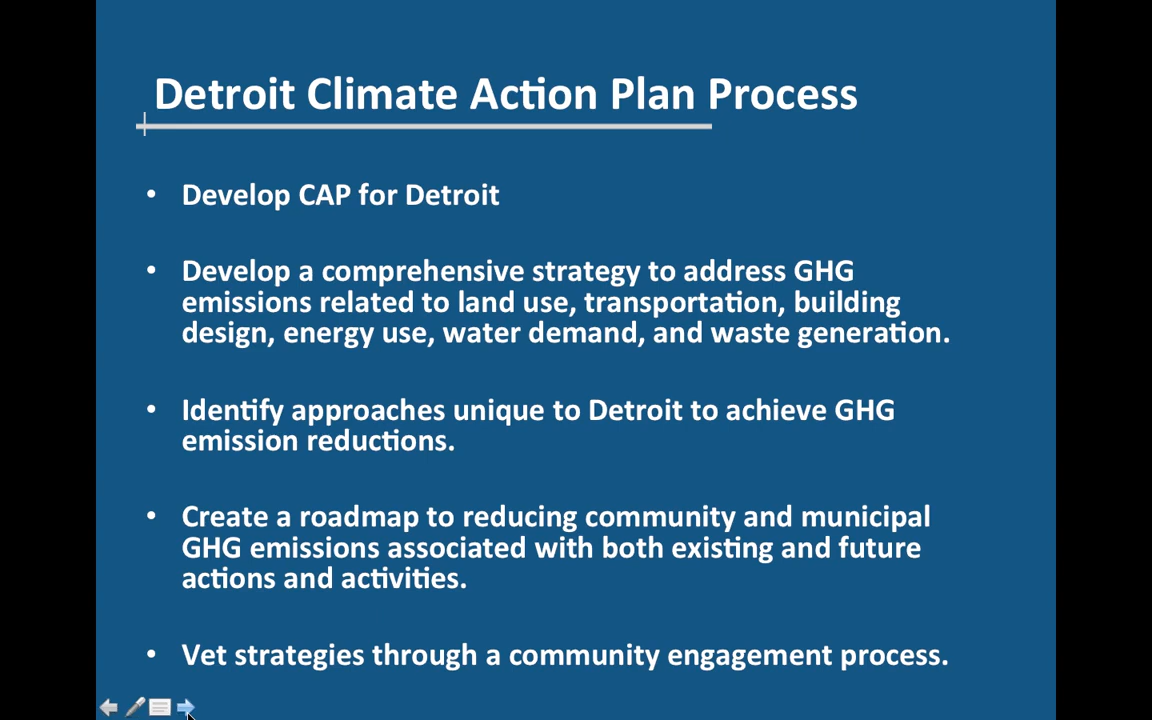 Detroit Climate Action Plan Process
• Develop CAP for Detroit
• Develop a comprehensive strategy to address GHG
emissions related to land use, transportation, building
design, energy use, water demand, and waste generation.
• Identify approaches unique to Detroit to achieve GHG
emission reductions.
• Create a roadmap to reducing community and municipal
GHG emissions associated with both existing and future
actions and activities.
• Vet strategies through a community engagement process.